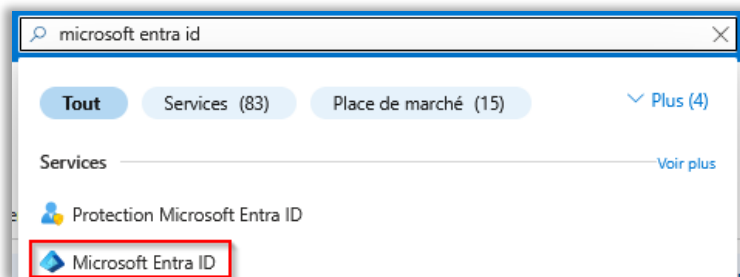 microsoft entra id
Tout Services (83) Place de marché (15) Plus (4)
Services Voir plus
Protection Microsoft Entra ID
Microsoft Entra ID